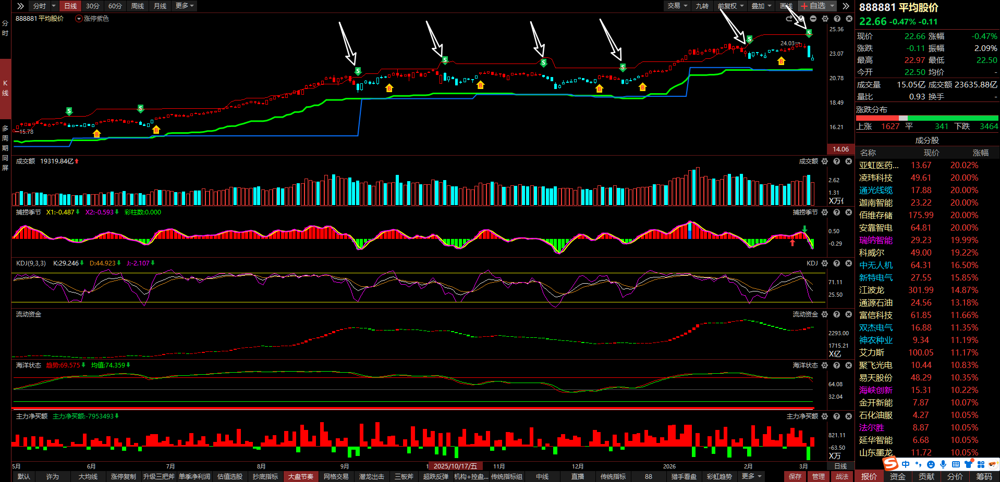 分时 日线 30分 60分 周线 月线 更多 交易 九转 前复权 叠加 画线 自选
888881 平均股价 涨停紫色
分时
K线
多周期同屏
24.03
15.78
25.36
23.07
20.78
18.49
16.21
14.06
S S S S S S S S
B B B B B B B
成交额 19319.84亿 成交额
2.62
1.31
X万亿
捕捞季节 X1:-0.487 X2:-0.593 彩柱数:0.000 捕捞季节
0.50
-0.29
KDJ(9,3,3) K:29.246 D:44.923 J:-2.107 KDJ
71.11
25.50
流动资金 流动资金
2293.00
1715.21
X亿
海洋状态 趋势:69.575 均值:74.359 海洋状态
64.08
32.04
主力净买额 主力净买额:-7953493 主力净买额
821.11
-63.50
X万
5月 6月 7月 8月 9月 1 2025/10/17/五 11月 12月 2026 2月 3月 日线
默认 许为 大均线 涨停复制 升级三把斧 单季净利润 估值选股 抄底指标 大盘节奏 网格交易 潜龙出击 三板斧 超跌反弹 机构+控盘... 传统指标组 中线 直播 传统指标 88 猎手看盘 彩虹趋势 更多 保存 管理 战法
888881 平均股价
22.66 -0.47% -0.11
现价 22.66 涨幅 -0.47%
涨跌 -0.11 振幅 2.09%
最高 22.97 最低 22.50
今开 22.50 均价 -
成交量 15.05亿 成交额 23635.88亿
量比 0.93 换手 -
涨跌分布
上涨 1627 平 341 下跌 3464
成分股
名称 现价 涨幅
亚虹医药... 13.67 20.02%
凌玮科技 49.61 20.00%
通光线缆 17.88 20.00%
迦南智能 23.22 20.00%
佰维存储 175.99 20.00%
安靠智电 64.81 20.00%
瑞纳智能 29.23 19.99%
科威尔 49.00 19.22%
中无人机 64.31 16.50%
新特电气 27.55 15.85%
江波龙 301.99 14.87%
通源石油 24.56 13.18%
富信科技 61.85 11.66%
双杰电气 16.88 11.35%
神农种业 9.34 11.19%
艾力斯 100.05 11.17%
聚飞光电 10.44 10.83%
易天股份 48.29 10.35%
海峡创新 15.31 10.22%
金开新能 7.87 10.07%
石化油服 4.27 10.05%
法尔胜 8.87 10.05%
延华智能 6.68 10.05%
山东墨龙 11.72 10.05%
S 中
报价 资金 贡献 分价 筹码